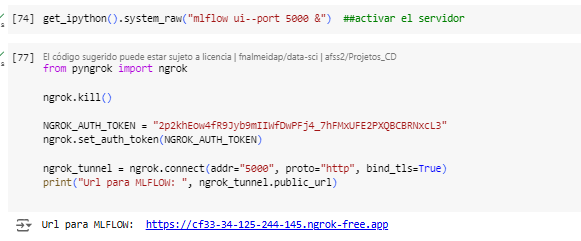 [74] get_ipython().system_raw("mlflow ui--port 5000 &") ##activar el servidor
[77] El código sugerido puede estar sujeto a licencia | fnalmeidap/data-sci | afss2/Projetos_CD
from pyngrok import ngrok
ngrok.kill()
NGROK_AUTH_TOKEN = "2p2khEow4fR9Jyb9mIIWfDwPFj4_7hFMxUFE2PXQBCBRNxcL3"
ngrok.set_auth_token(NGROK_AUTH_TOKEN)
ngrok_tunnel = ngrok.connect(addr="5000", proto="http", bind_tls=True)
print("Url para MLFLOW: ", ngrok_tunnel.public_url)
Url para MLFLOW:  https://cf33-34-125-244-145.ngrok-free.app